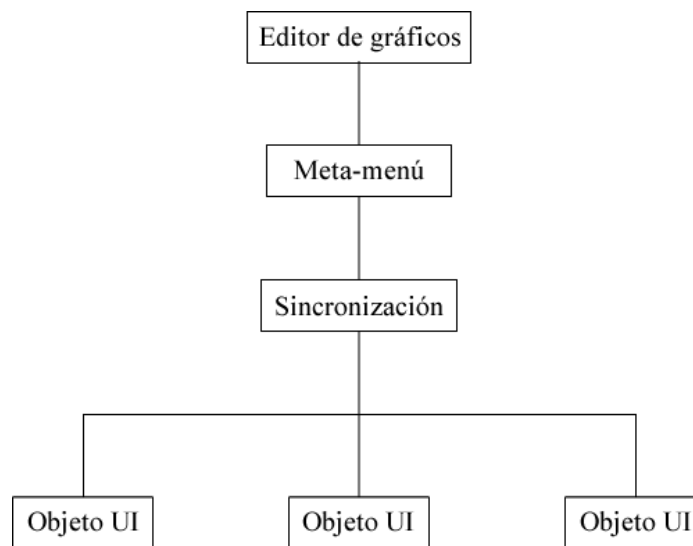 Editor de gráficos
Meta-menú
Sincronización
Objeto UI
Objeto UI
Objeto UI